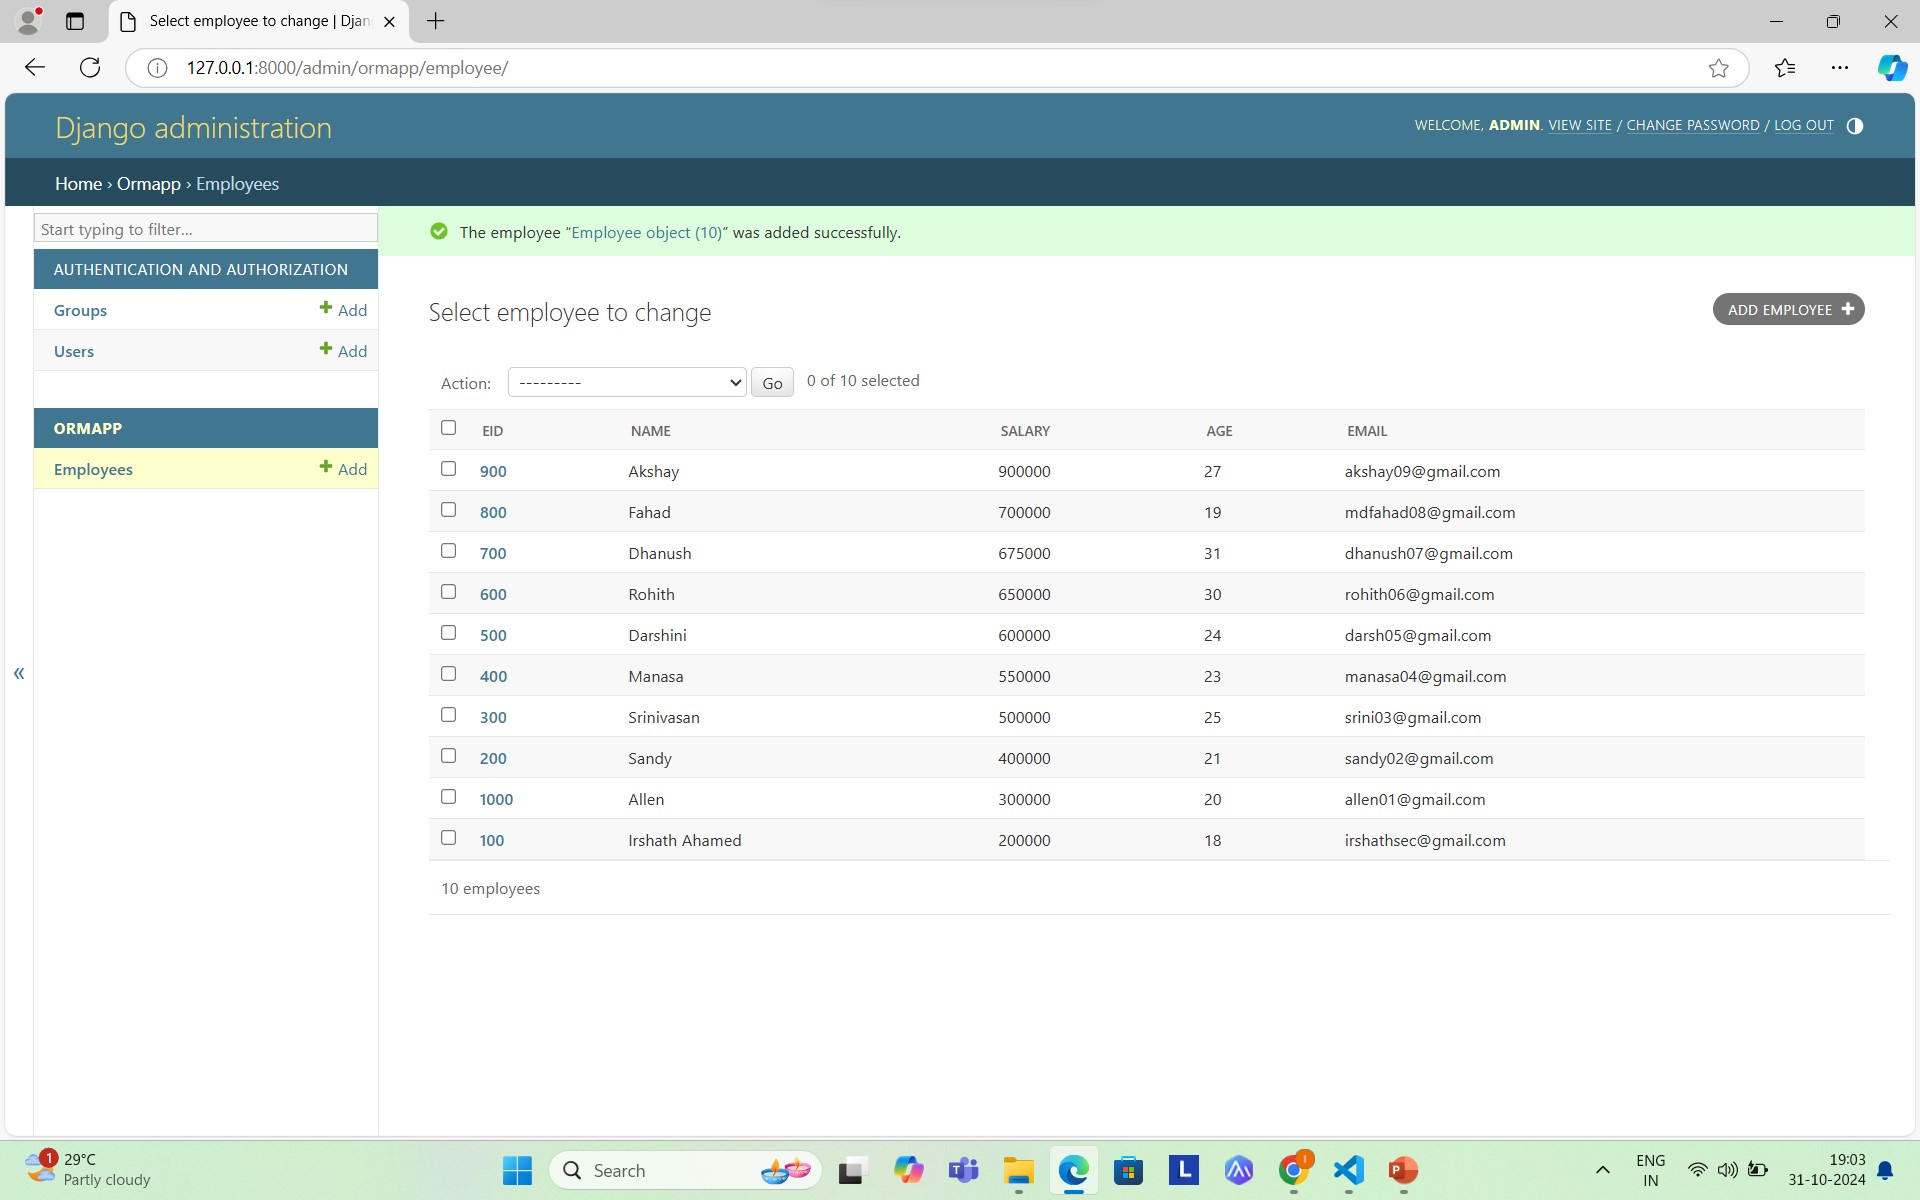 Select employee to change | Djan
127.0.0.1:8000/admin/ormapp/employee/
Django administration
WELCOME, ADMIN. VIEW SITE / CHANGE PASSWORD / LOG OUT
Home › Ormapp › Employees
Start typing to filter...
The employee “Employee object (10)” was added successfully.
AUTHENTICATION AND AUTHORIZATION
Groups Add
Users Add
ORMAPP
Employees Add
Select employee to change
ADD EMPLOYEE
Action: --------- Go 0 of 10 selected
EID NAME SALARY AGE EMAIL
900 Akshay 900000 27 akshay09@gmail.com
800 Fahad 700000 19 mdfahad08@gmail.com
700 Dhanush 675000 31 dhanush07@gmail.com
600 Rohith 650000 30 rohith06@gmail.com
500 Darshini 600000 24 darsh05@gmail.com
400 Manasa 550000 23 manasa04@gmail.com
300 Srinivasan 500000 25 srini03@gmail.com
200 Sandy 400000 21 sandy02@gmail.com
1000 Allen 300000 20 allen01@gmail.com
100 Irshath Ahamed 200000 18 irshathsec@gmail.com
10 employees
«
1
29°C
Partly cloudy
Search
L
ENG
IN
19:03
31-10-2024